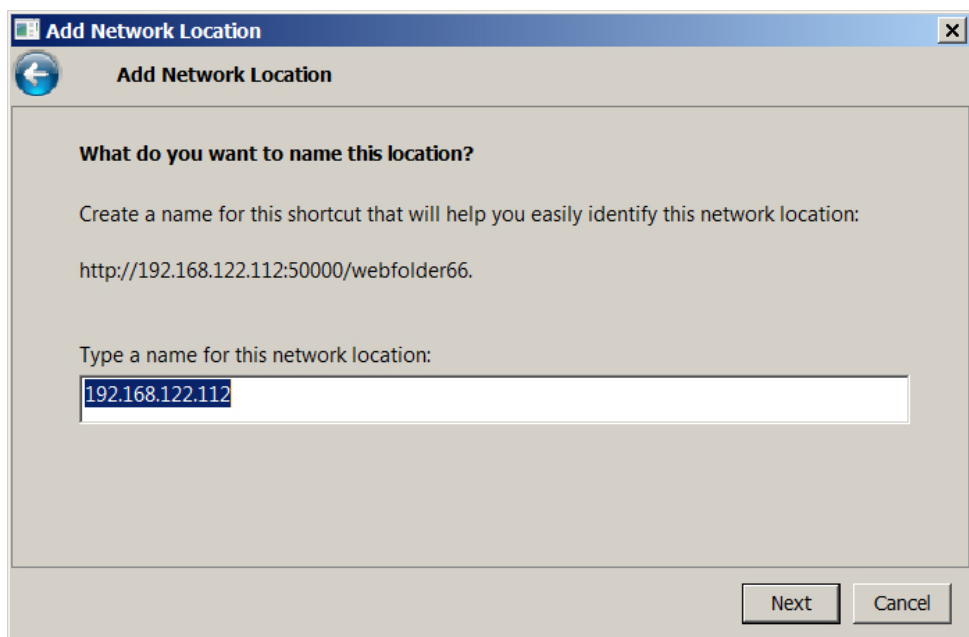 Add Network Location
Add Network Location
What do you want to name this location?
Create a name for this shortcut that will help you easily identify this network location:
http://192.168.122.112:50000/webfolder66.
Type a name for this network location:
192.168.122.112
Next
Cancel